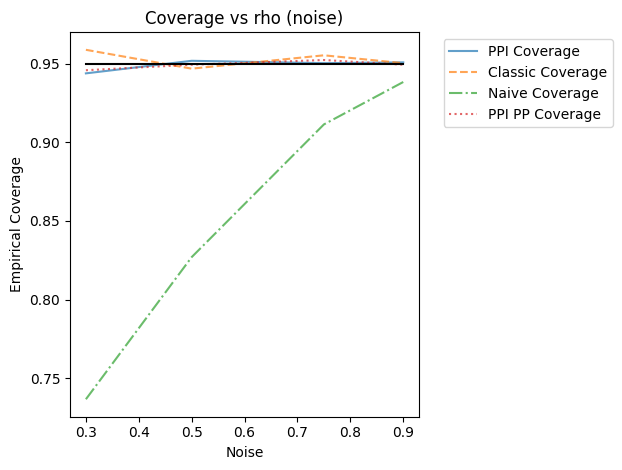 Coverage vs rho (noise)
PPI Coverage
Classic Coverage
Naive Coverage
PPI PP Coverage
Empirical Coverage
0.95
0.90
0.85
0.80
0.75
0.3 0.4 0.5 0.6 0.7 0.8 0.9
Noise